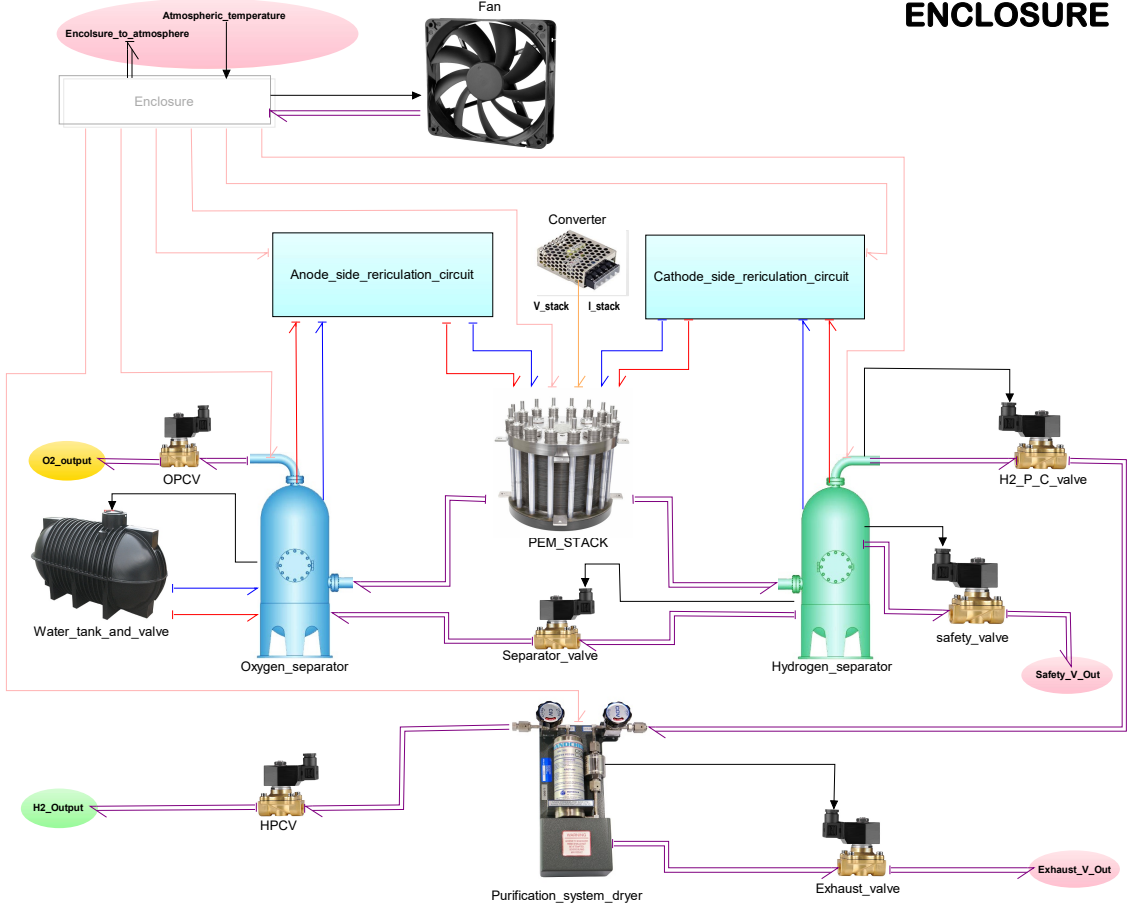 ENCLOSURE
Fan
Atmospheric_temperature
Encolsure_to_atmosphere
Enclosure
Converter
V_stack I_stack
Anode_side_rericulation_circuit
Cathode_side_rericulation_circuit
O2_output
OPCV
H2_P_C_valve
PEM_STACK
Water_tank_and_valve
Oxygen_separator
Separator_valve
Hydrogen_separator
safety_valve
Safety_V_Out
H2_Output
HPCV
Purification_system_dryer
Exhaust_valve
Exhaust_V_Out